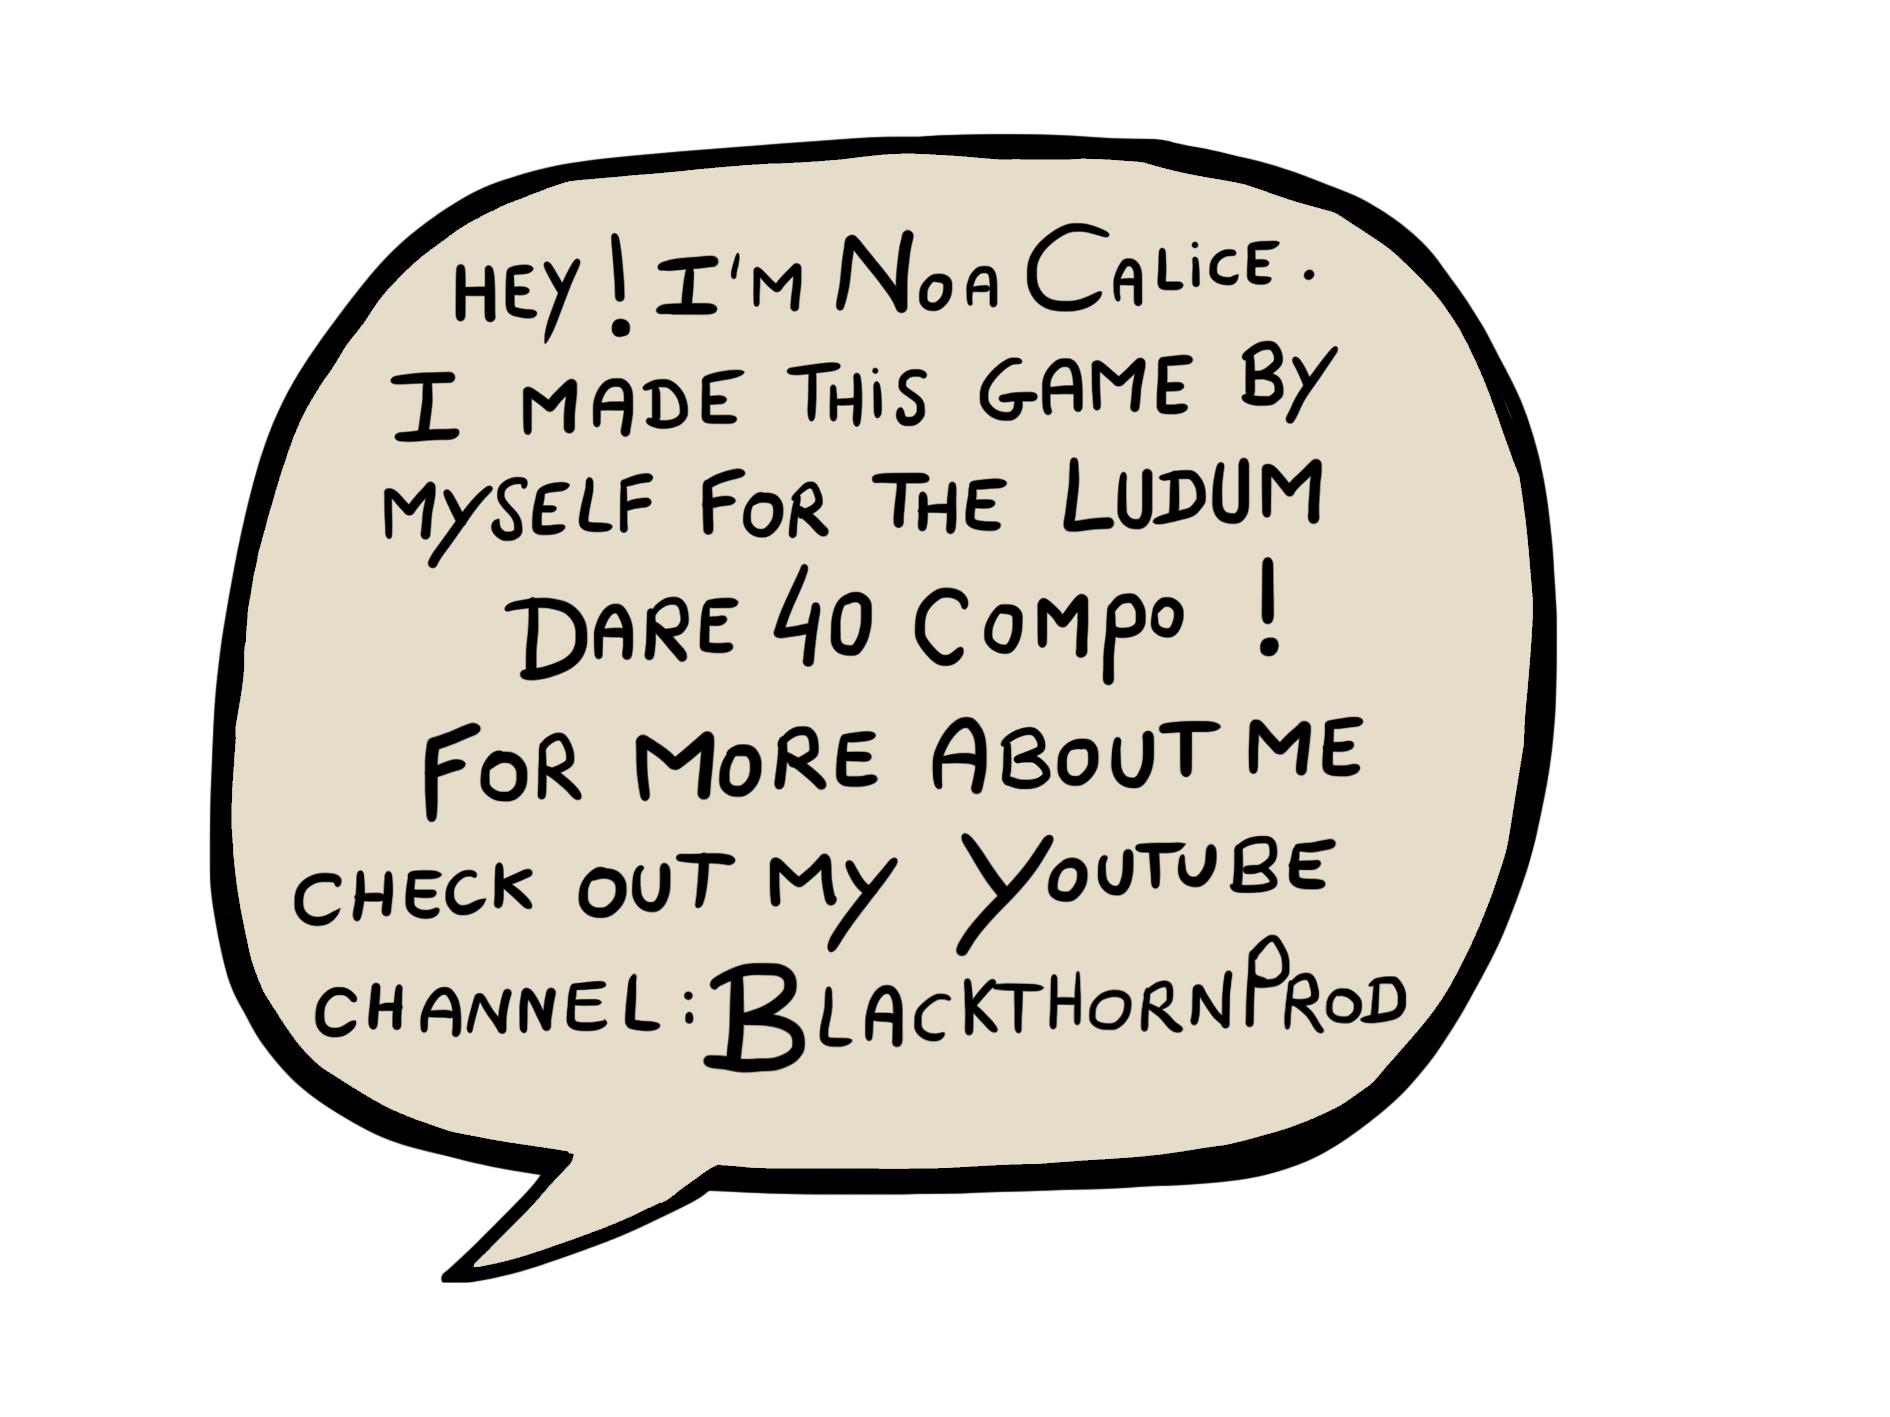 HEY! I'M NOA CALiCE.
I MADE THiS GAME BY
MYSELF FOR THE LUDUM
DARE 40 COMPO !
FOR MORE ABOUT ME
CHECK OUT MY YOUTUBE
CHANNEL: BLACKTHORNPROD